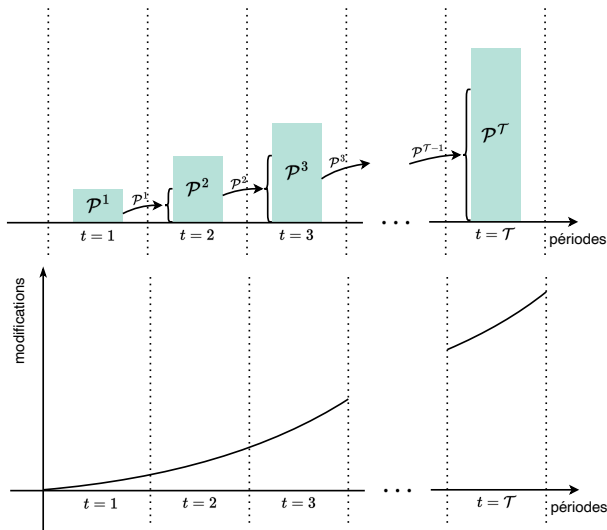 𝒫¹ 𝒫¹ 𝒫² 𝒫² 𝒫³ 𝒫³ 𝒫^{𝒯−1} 𝒫^𝒯
t = 1 t = 2 t = 3 ... t = 𝒯
périodes
modifications
t = 1 t = 2 t = 3 ... t = 𝒯
périodes